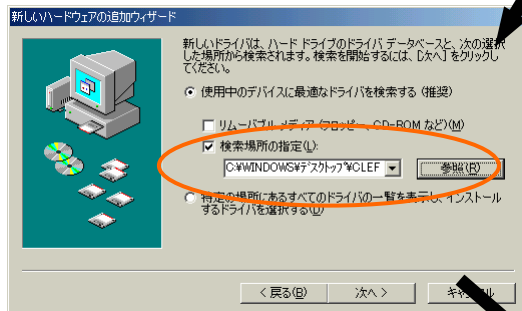 新しいハードウェアの追加ウィザード
新しいドライバは、ハード ドライブのドライバ データベースと、次の選択
した場所から検索されます。検索を開始するには、[次へ] をクリックし
てください。
使用中のデバイスに最適なドライバを検索する (推奨)
リムーバブル メディア (フロッピー、CD-ROM など)(M)
検索場所の指定(L):
C:¥WINDOWS¥デスクトップ¥CLEF
参照(R)
特定の場所にあるすべてのドライバの一覧を表示し、インストール
するドライバを選択する(D)
< 戻る(B)
次へ >
キャンセル